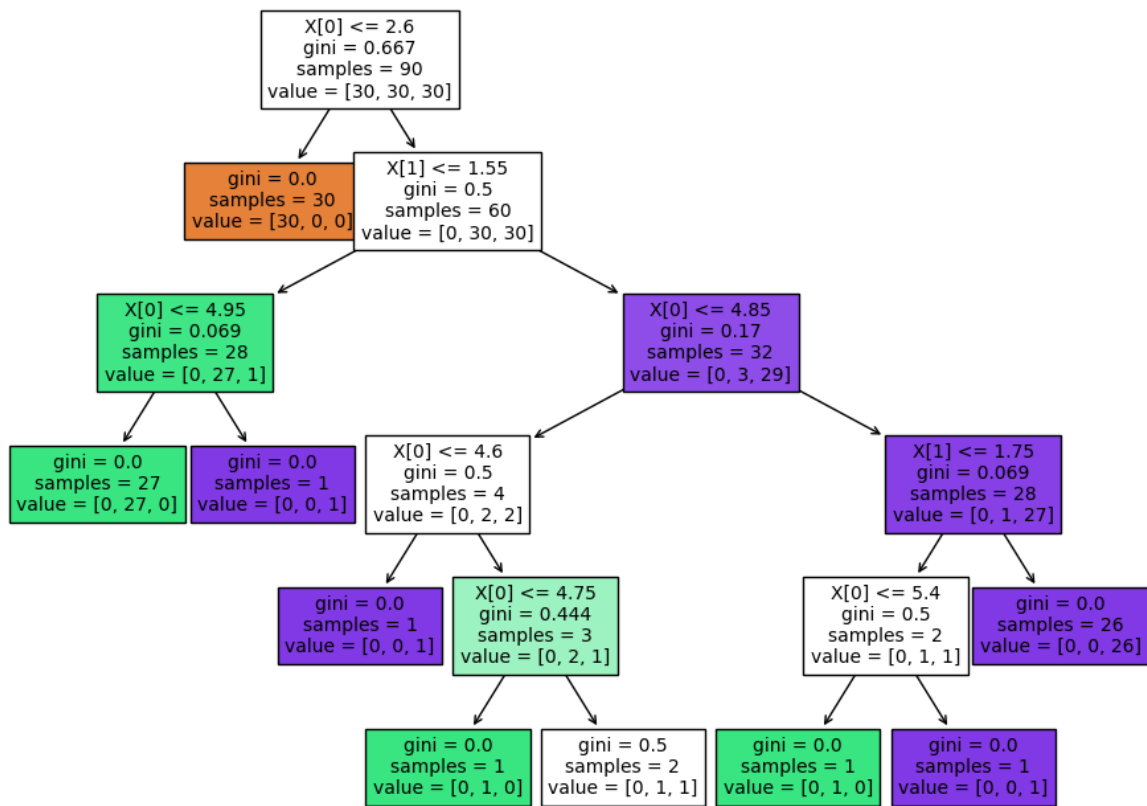 X[0] <= 2.6
gini = 0.667
samples = 90
value = [30, 30, 30]
gini = 0.0
samples = 30
value = [30, 0, 0]
X[1] <= 1.55
gini = 0.5
samples = 60
value = [0, 30, 30]
X[0] <= 4.95
gini = 0.069
samples = 28
value = [0, 27, 1]
X[0] <= 4.85
gini = 0.17
samples = 32
value = [0, 3, 29]
gini = 0.0
samples = 27
value = [0, 27, 0]
gini = 0.0
samples = 1
value = [0, 0, 1]
X[0] <= 4.6
gini = 0.5
samples = 4
value = [0, 2, 2]
X[1] <= 1.75
gini = 0.069
samples = 28
value = [0, 1, 27]
gini = 0.0
samples = 1
value = [0, 0, 1]
X[0] <= 4.75
gini = 0.444
samples = 3
value = [0, 2, 1]
X[0] <= 5.4
gini = 0.5
samples = 2
value = [0, 1, 1]
gini = 0.0
samples = 26
value = [0, 0, 26]
gini = 0.0
samples = 1
value = [0, 1, 0]
gini = 0.5
samples = 2
value = [0, 1, 1]
gini = 0.0
samples = 1
value = [0, 1, 0]
gini = 0.0
samples = 1
value = [0, 0, 1]